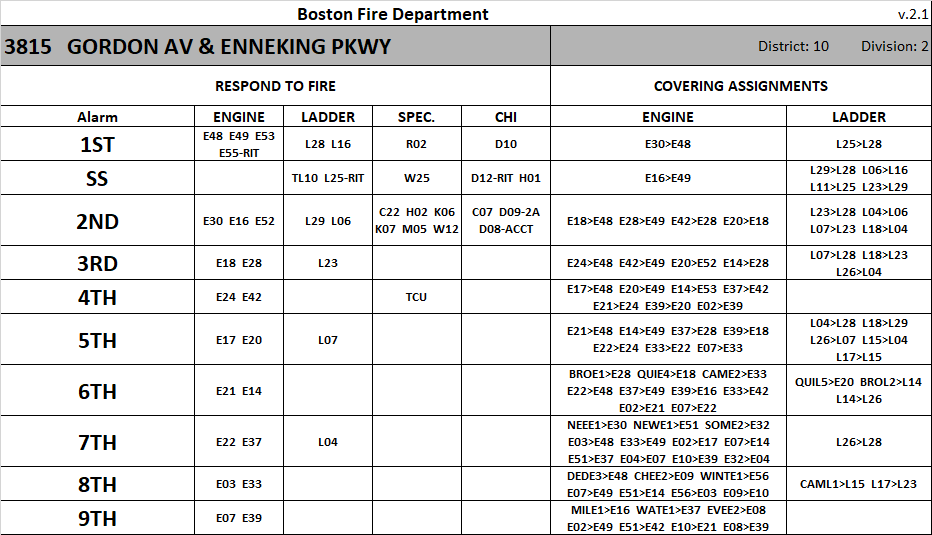 Boston Fire Department v.2.1
3815 GORDON AV & ENNEKING PKWY District: 10 Division: 2
RESPOND TO FIRE COVERING ASSIGNMENTS
Alarm ENGINE LADDER SPEC. CHI ENGINE LADDER
1ST
E48 E49 E53
E55-RIT
L28 L16
R02
D10
E30>E48
L25>L28
SS
TL10 L25-RIT
W25
D12-RIT H01
E16>E49
L29>L28 L06>L16
L11>L25 L23>L29
2ND
E30 E16 E52
L29 L06
C22 H02 K06
K07 M05 W12
C07 D09-2A
D08-ACCT
E18>E48 E28>E49 E42>E28 E20>E18
L23>L28 L04>L06
L07>L23 L18>L04
3RD
E18 E28
L23
E24>E48 E42>E49 E20>E52 E14>E28
L07>L28 L18>L23
L26>L04
4TH
E24 E42
TCU
E17>E48 E20>E49 E14>E53 E37>E42
E21>E24 E39>E20 E02>E39
5TH
E17 E20
L07
E21>E48 E14>E49 E37>E28 E39>E18
E22>E24 E33>E22 E07>E33
L04>L28 L18>L29
L26>L07 L15>L04
L17>L15
6TH
E21 E14
BROE1>E28 QUIE4>E18 CAME2>E33
E22>E48 E37>E49 E39>E16 E33>E42
E02>E21 E07>E22
QUIL5>E20 BROL2>L14
L14>L26
7TH
E22 E37
L04
NEEE1>E30 NEWE1>E51 SOME2>E32
E03>E48 E33>E49 E02>E17 E07>E14
E51>E37 E04>E07 E10>E39 E32>E04
L26>L28
8TH
E03 E33
DEDE3>E48 CHEE2>E09 WINTE1>E56
E07>E49 E51>E14 E56>E03 E09>E10
CAML1>L15 L17>L23
9TH
E07 E39
MILE1>E16 WATE1>E37 EVEE2>E08
E02>E49 E51>E42 E10>E21 E08>E39